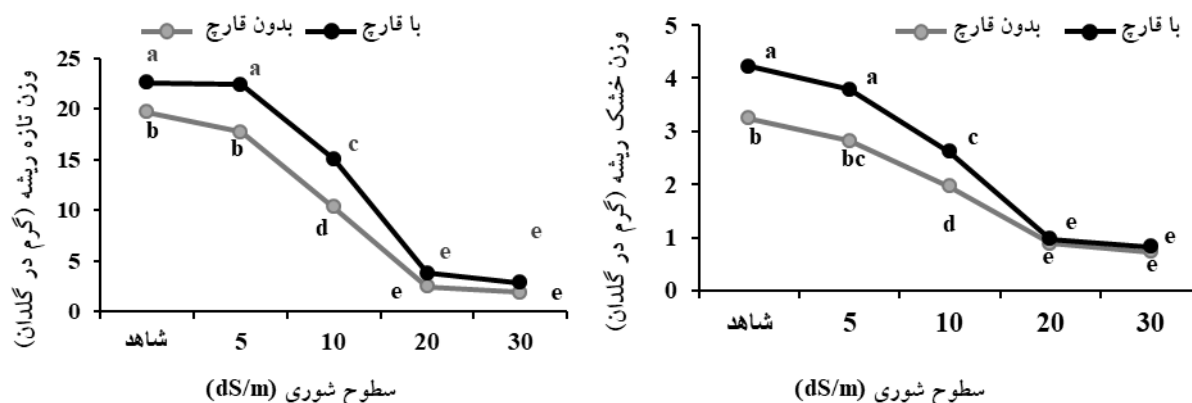 بدون قارچ با قارچ
وزن تازه ریشه (گرم در گلدان)
25
20
15
10
5
0
a
a
b
b
c
d
e
e
e
e
شاهد 5 10 20 30
سطوح شوری (dS/m)
بدون قارچ با قارچ
وزن خشک ریشه (گرم در گلدان)
5
4
3
2
1
0
a
a
b
bc
c
d
e
e
e
e
شاهد 5 10 20 30
سطوح شوری (dS/m)